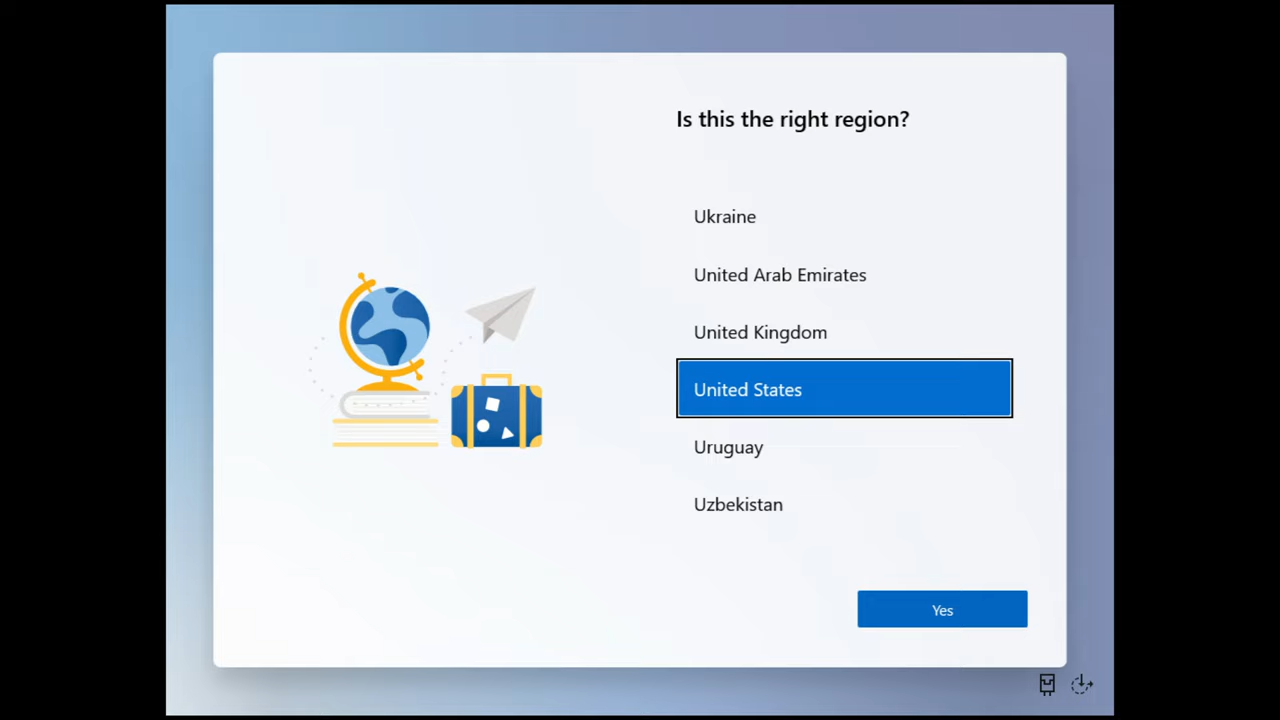 Is this the right region?
Ukraine
United Arab Emirates
United Kingdom
United States
Uruguay
Uzbekistan
Yes